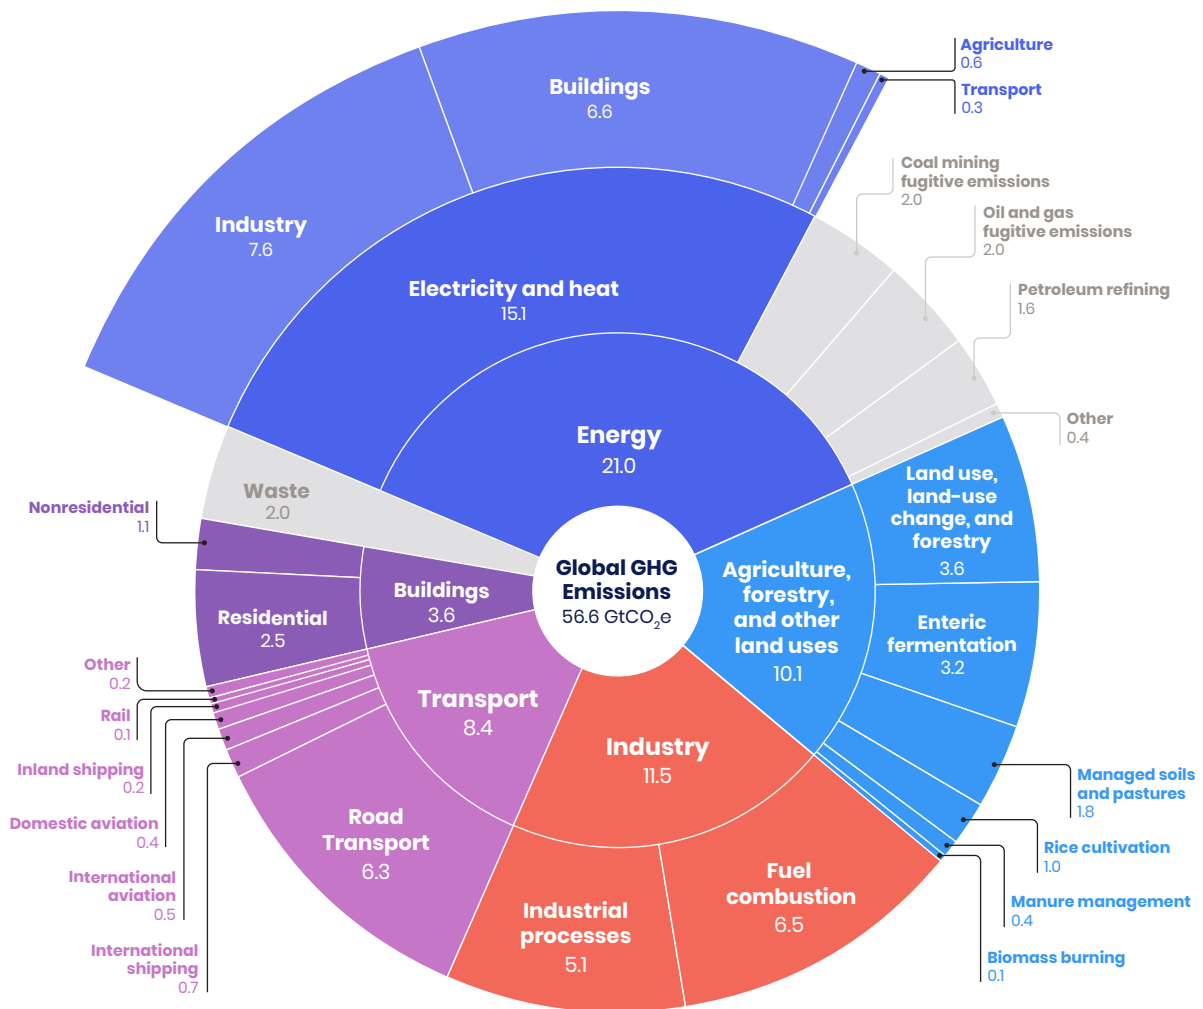 Agriculture
0.6
Buildings
6.6
Transport
0.3
Coal mining
fugitive emissions
2.0
Oil and gas
fugitive emissions
2.0
Industry
7.6
Electricity and heat
15.1
Petroleum refining
1.6
Other
0.4
Energy
21.0
Land use,
land-use
change, and
forestry
3.6
Waste
2.0
Nonresidential
1.1
Global GHG
Emissions
56.6 GtCO2e
Agriculture,
forestry,
and other
land uses
10.1
Buildings
3.6
Residential
2.5
Enteric
fermentation
3.2
Other
0.2
Rail
0.1
Inland shipping
0.2
Domestic aviation
0.4
International
aviation
0.5
International
shipping
0.7
Transport
8.4
Road
Transport
6.3
Industry
11.5
Industrial
processes
5.1
Fuel
combustion
6.5
Managed soils
and pastures
1.8
Rice cultivation
1.0
Manure management
0.4
Biomass burning
0.1